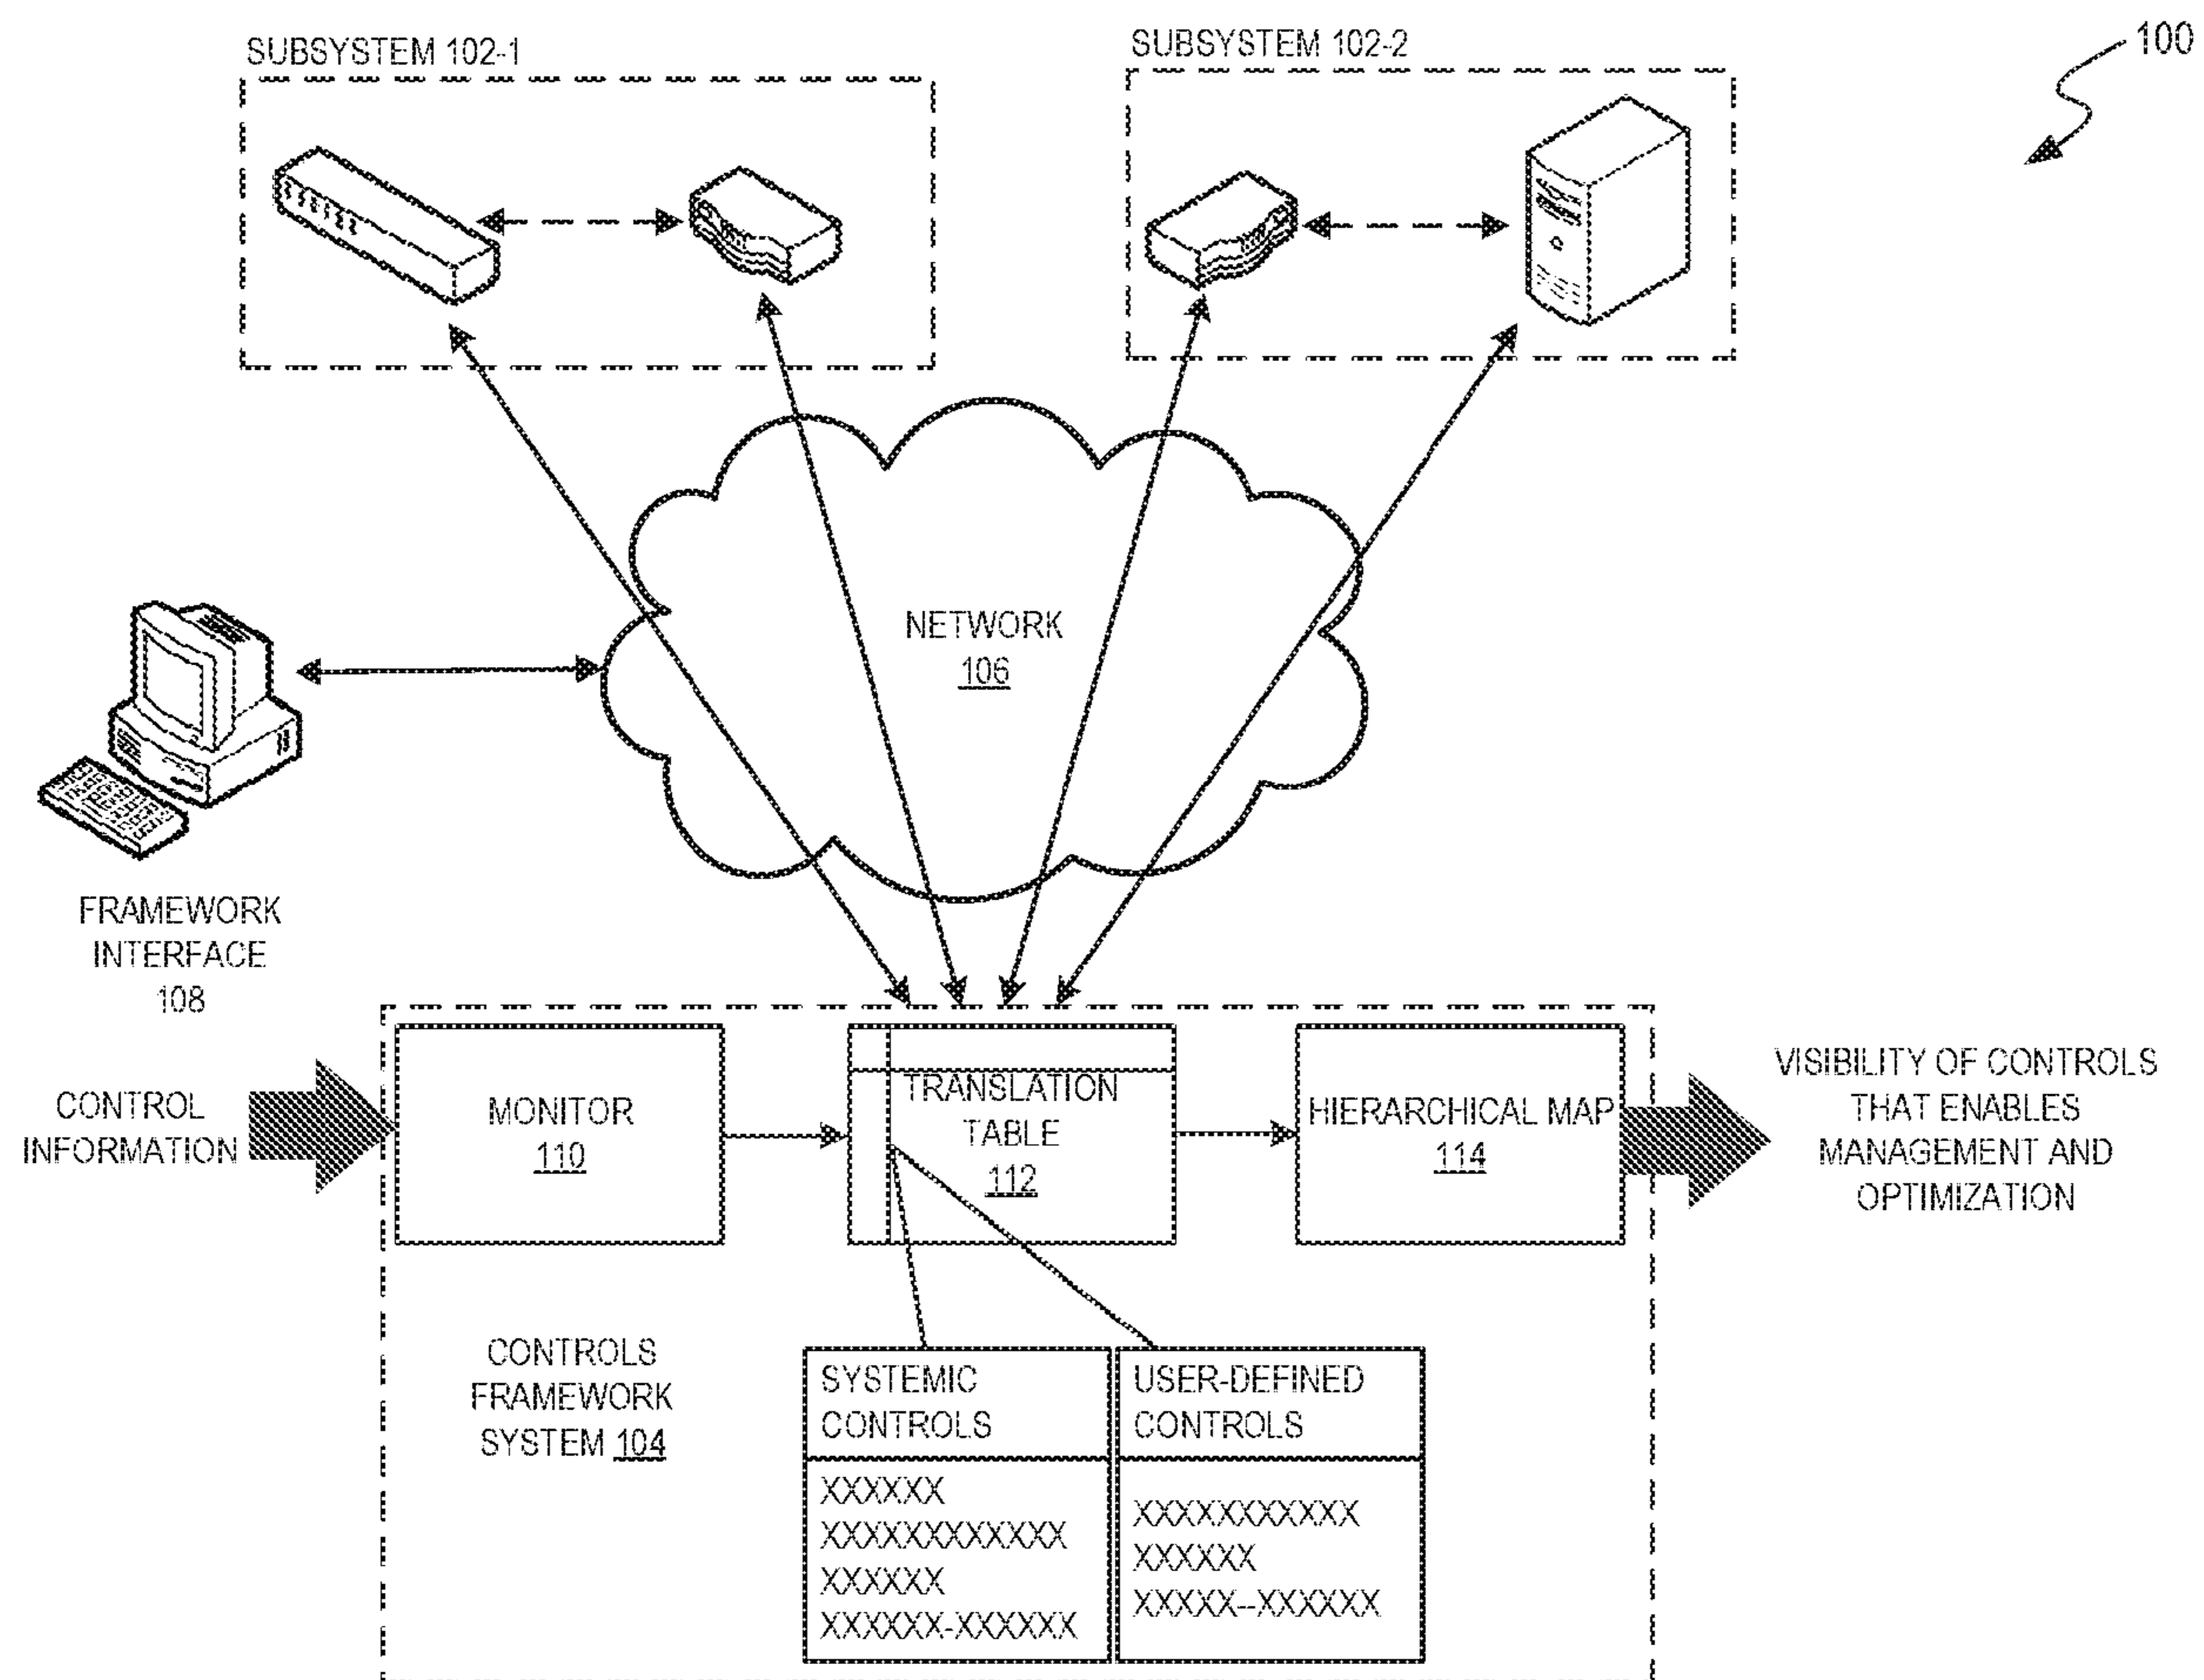 SUBSYSTEM 102-1
SUBSYSTEM 102-2
100
NETWORK
106
FRAMEWORK
INTERFACE
108
CONTROL
INFORMATION
MONITOR
110
TRANSLATION
TABLE
112
HIERARCHICAL MAP
114
VISIBILITY OF CONTROLS
THAT ENABLES
MANAGEMENT AND
OPTIMIZATION
CONTROLS
FRAMEWORK
SYSTEM 104
SYSTEMIC
CONTROLS
XXXXXX
XXXXXXXXXXXX
XXXXXX
XXXXXX-XXXXXX
USER-DEFINED
CONTROLS
XXXXXXXXXXX
XXXXXX
XXXXX--XXXXXX